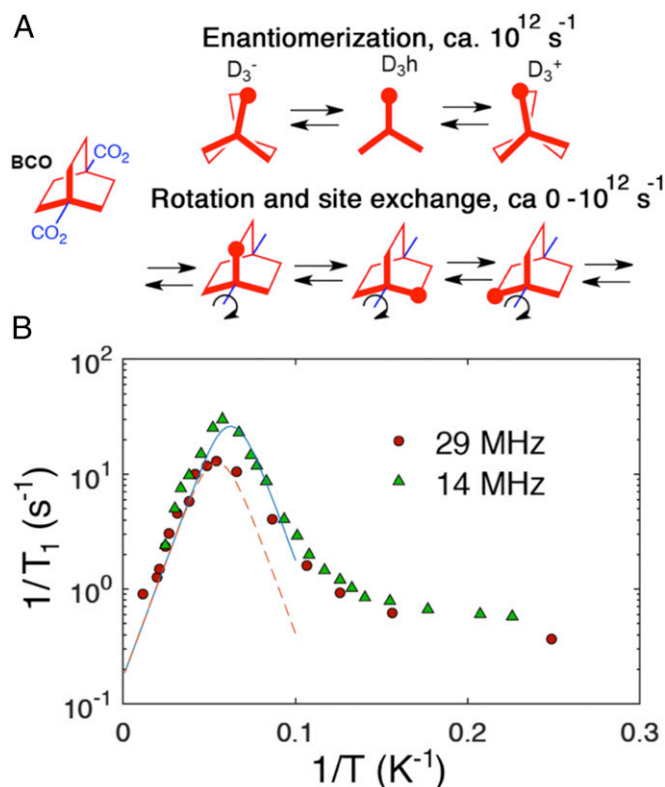 A
Enantiomerization, ca. 10¹² s⁻¹
D₃⁻ D₃h D₃⁺
BCO
CO₂
CO₂
Rotation and site exchange, ca 0 - 10¹² s⁻¹
B
10²
10¹
10⁰
10⁻¹
1/T₁ (s⁻¹)
29 MHz
14 MHz
0 0.1 0.2 0.3
1/T (K⁻¹)